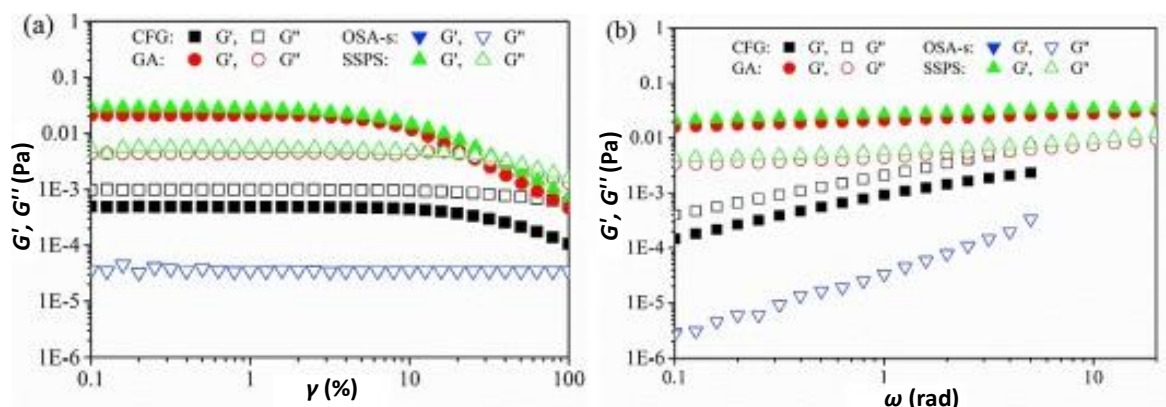 (a)
CFG: G', G'' OSA-s: G', G''
GA: G', G'' SSPS: G', G''
G', G'' (Pa)
1
0.1
0.01
1E-3
1E-4
1E-5
1E-6
0.1 1 10 100
γ (%)
(b)
CFG: G', G'' OSA-s: G', G''
GA: G', G'' SSPS: G', G''
G', G'' (Pa)
1
0.1
0.01
1E-3
1E-4
1E-5
1E-6
0.1 1 10
ω (rad)